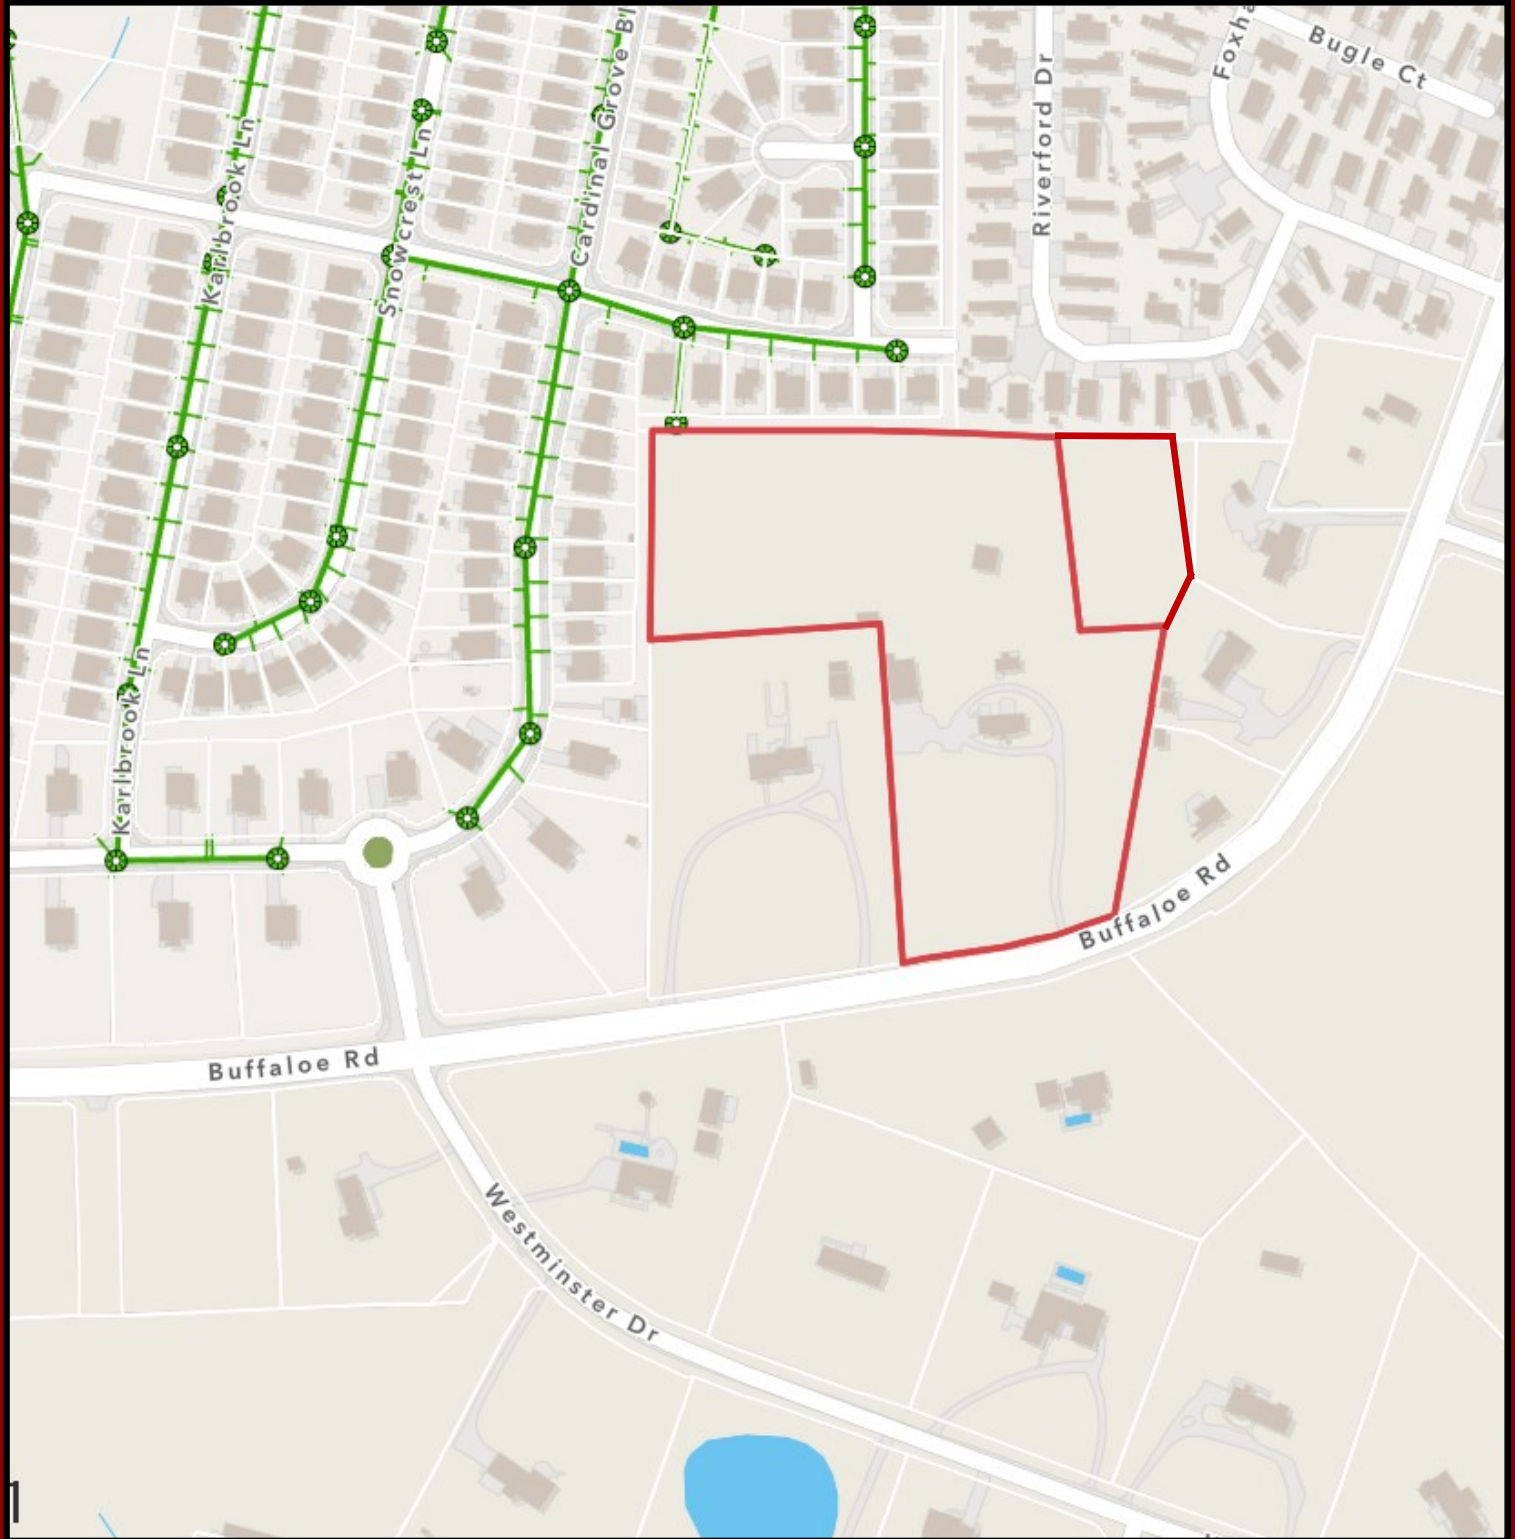 Bugle Ct
Foxha
Cardinal Grove Bl
Riverford Dr
Karlbrook Ln
Snowcrest Ln
Karlbrook Ln
Buffaloe Rd
Buffaloe Rd
Westminster Dr